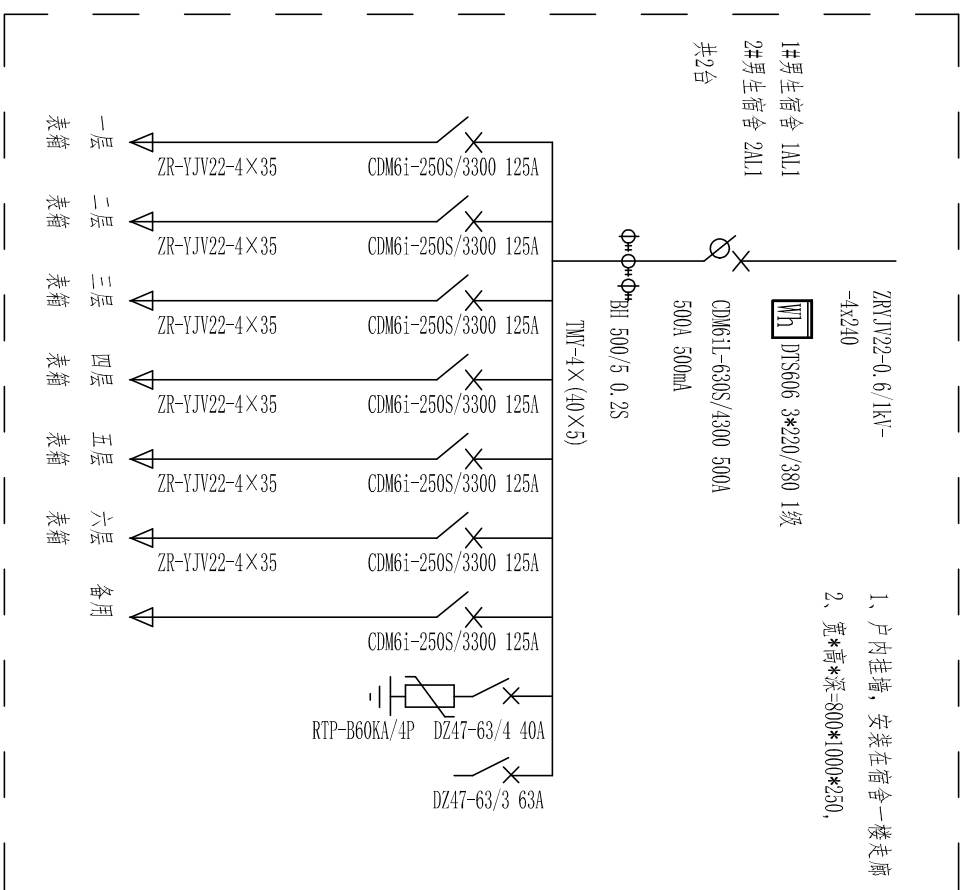 1#男生宿舍 1AL1
2#男生宿舍 2AL1
共2台
ZRYJV22-0.6/1kV-
-4x240
Wh DTS606 3*220/380 1级
CDM6iL-630S/4300 500A
500A 500mA
BH 500/5 0.2S
TMY-4×(40×5)
1、户内挂墙，安装在宿舍一楼走廊
2、宽*高*深=800*1000*250,
CDM6i-250S/3300 125A
ZR-YJV22-4×35
一层
表箱
CDM6i-250S/3300 125A
ZR-YJV22-4×35
二层
表箱
CDM6i-250S/3300 125A
ZR-YJV22-4×35
三层
表箱
CDM6i-250S/3300 125A
ZR-YJV22-4×35
四层
表箱
CDM6i-250S/3300 125A
ZR-YJV22-4×35
五层
表箱
CDM6i-250S/3300 125A
ZR-YJV22-4×35
六层
表箱
CDM6i-250S/3300 125A
备用
DZ47-63/4 40A
RTP-B60KA/4P
DZ47-63/3 63A